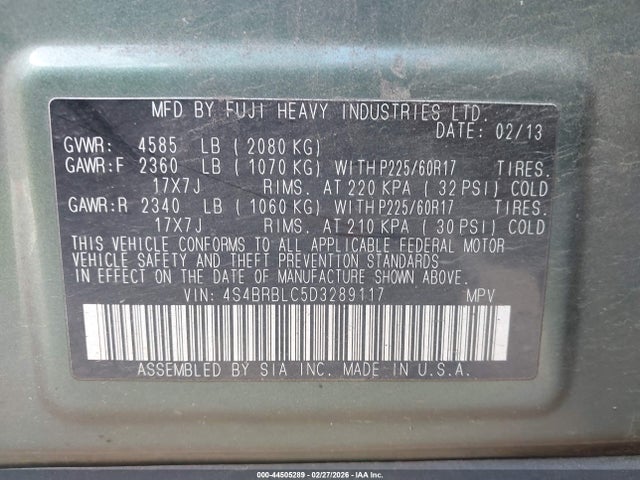 MFD BY FUJI HEAVY INDUSTRIES LTD.
DATE: 02/13
GVWR: 4585 LB ( 2080 KG)
GAWR:F 2360 LB ( 1070 KG) WITH P225/60R17 TIRES.
17X7J RIMS. AT 220 KPA ( 32 PSI) COLD
GAWR:R 2340 LB ( 1060 KG) WITH P225/60R17 TIRES.
17X7J RIMS. AT 210 KPA ( 30 PSI) COLD
THIS VEHICLE CONFORMS TO ALL APPLICABLE FEDERAL MOTOR
VEHICLE SAFETY AND THEFT PREVENTION STANDARDS
IN EFFECT ON THE DATE OF MANUFACTURE SHOWN ABOVE.
VIN: 4S4BRBLC5D3289117 MPV
ASSEMBLED BY SIA INC. MADE IN U.S.A.
000-44505289 - 02/27/2026 - IAA Inc.